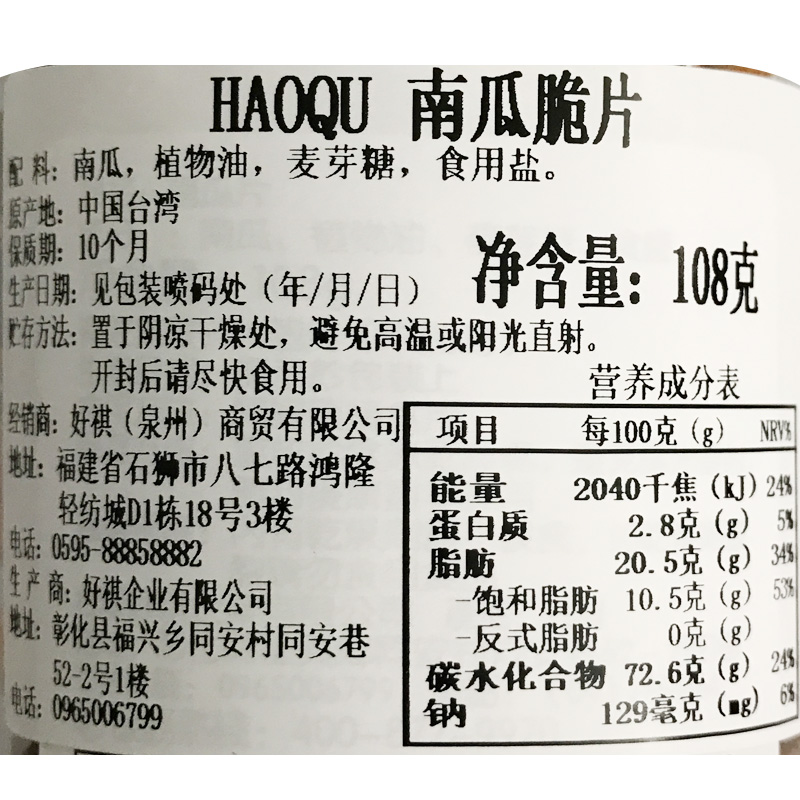 HAOQU 南瓜脆片
配料：南瓜，植物油，麦芽糖，食用盐。
原产地：中国台湾
保质期：10个月
净含量：108克
生产日期：见包装喷码处（年/月/日）
贮存方法：置于阴凉干燥处，避免高温或阳光直射。
开封后请尽快食用。
经销商：好祺（泉州）商贸有限公司
地址：福建省石狮市八七路鸿隆
轻纺城D1栋18号3楼
电话：0595-88858882
生产商：好祺企业有限公司
地址：彰化县福兴乡同安村同安巷
52-2号1楼
电话：0965006799
营养成分表
项目 每100克（g） NRV%
能量 2040千焦（kJ） 24%
蛋白质 2.8克（g） 5%
脂肪 20.5克（g） 34%
-饱和脂肪 10.5克（g） 53%
-反式脂肪 0克（g）
碳水化合物 72.6克（g） 24%
钠 129毫克（mg） 6%